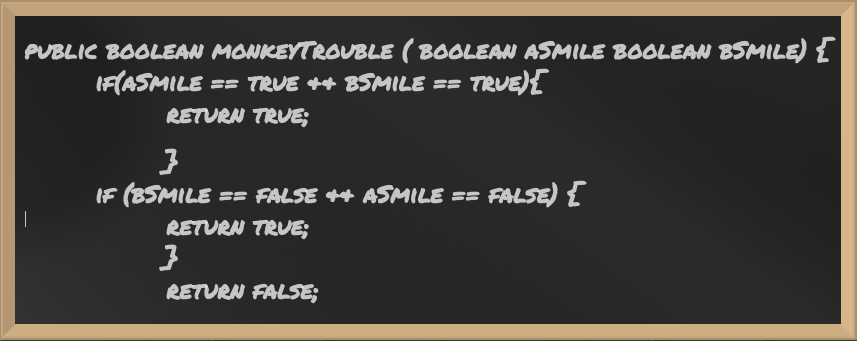 public boolean monkeyTrouble ( boolean aSmile boolean bSmile) {
if(aSmile == true && bSmile == true){
return true;
}
if (bSmile == false && aSmile == false) {
return true;
}
return false;